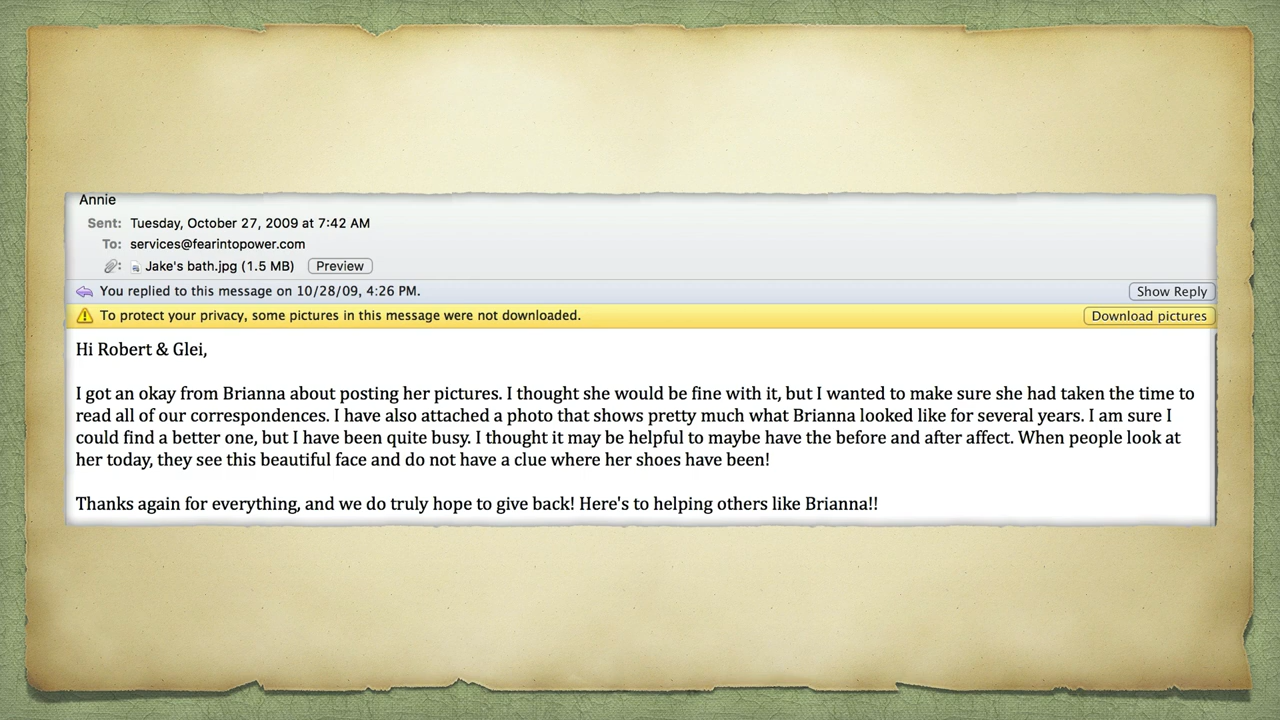 Annie
Sent: Tuesday, October 27, 2009 at 7:42 AM
To: services@fearintopower.com
Jake's bath.jpg (1.5 MB) Preview
You replied to this message on 10/28/09, 4:26 PM. Show Reply
To protect your privacy, some pictures in this message were not downloaded. Download pictures
Hi Robert & Glei,
I got an okay from Brianna about posting her pictures. I thought she would be fine with it, but I wanted to make sure she had taken the time to
read all of our correspondences. I have also attached a photo that shows pretty much what Brianna looked like for several years. I am sure I
could find a better one, but I have been quite busy. I thought it may be helpful to maybe have the before and after affect. When people look at
her today, they see this beautiful face and do not have a clue where her shoes have been!
Thanks again for everything, and we do truly hope to give back! Here's to helping others like Brianna!!